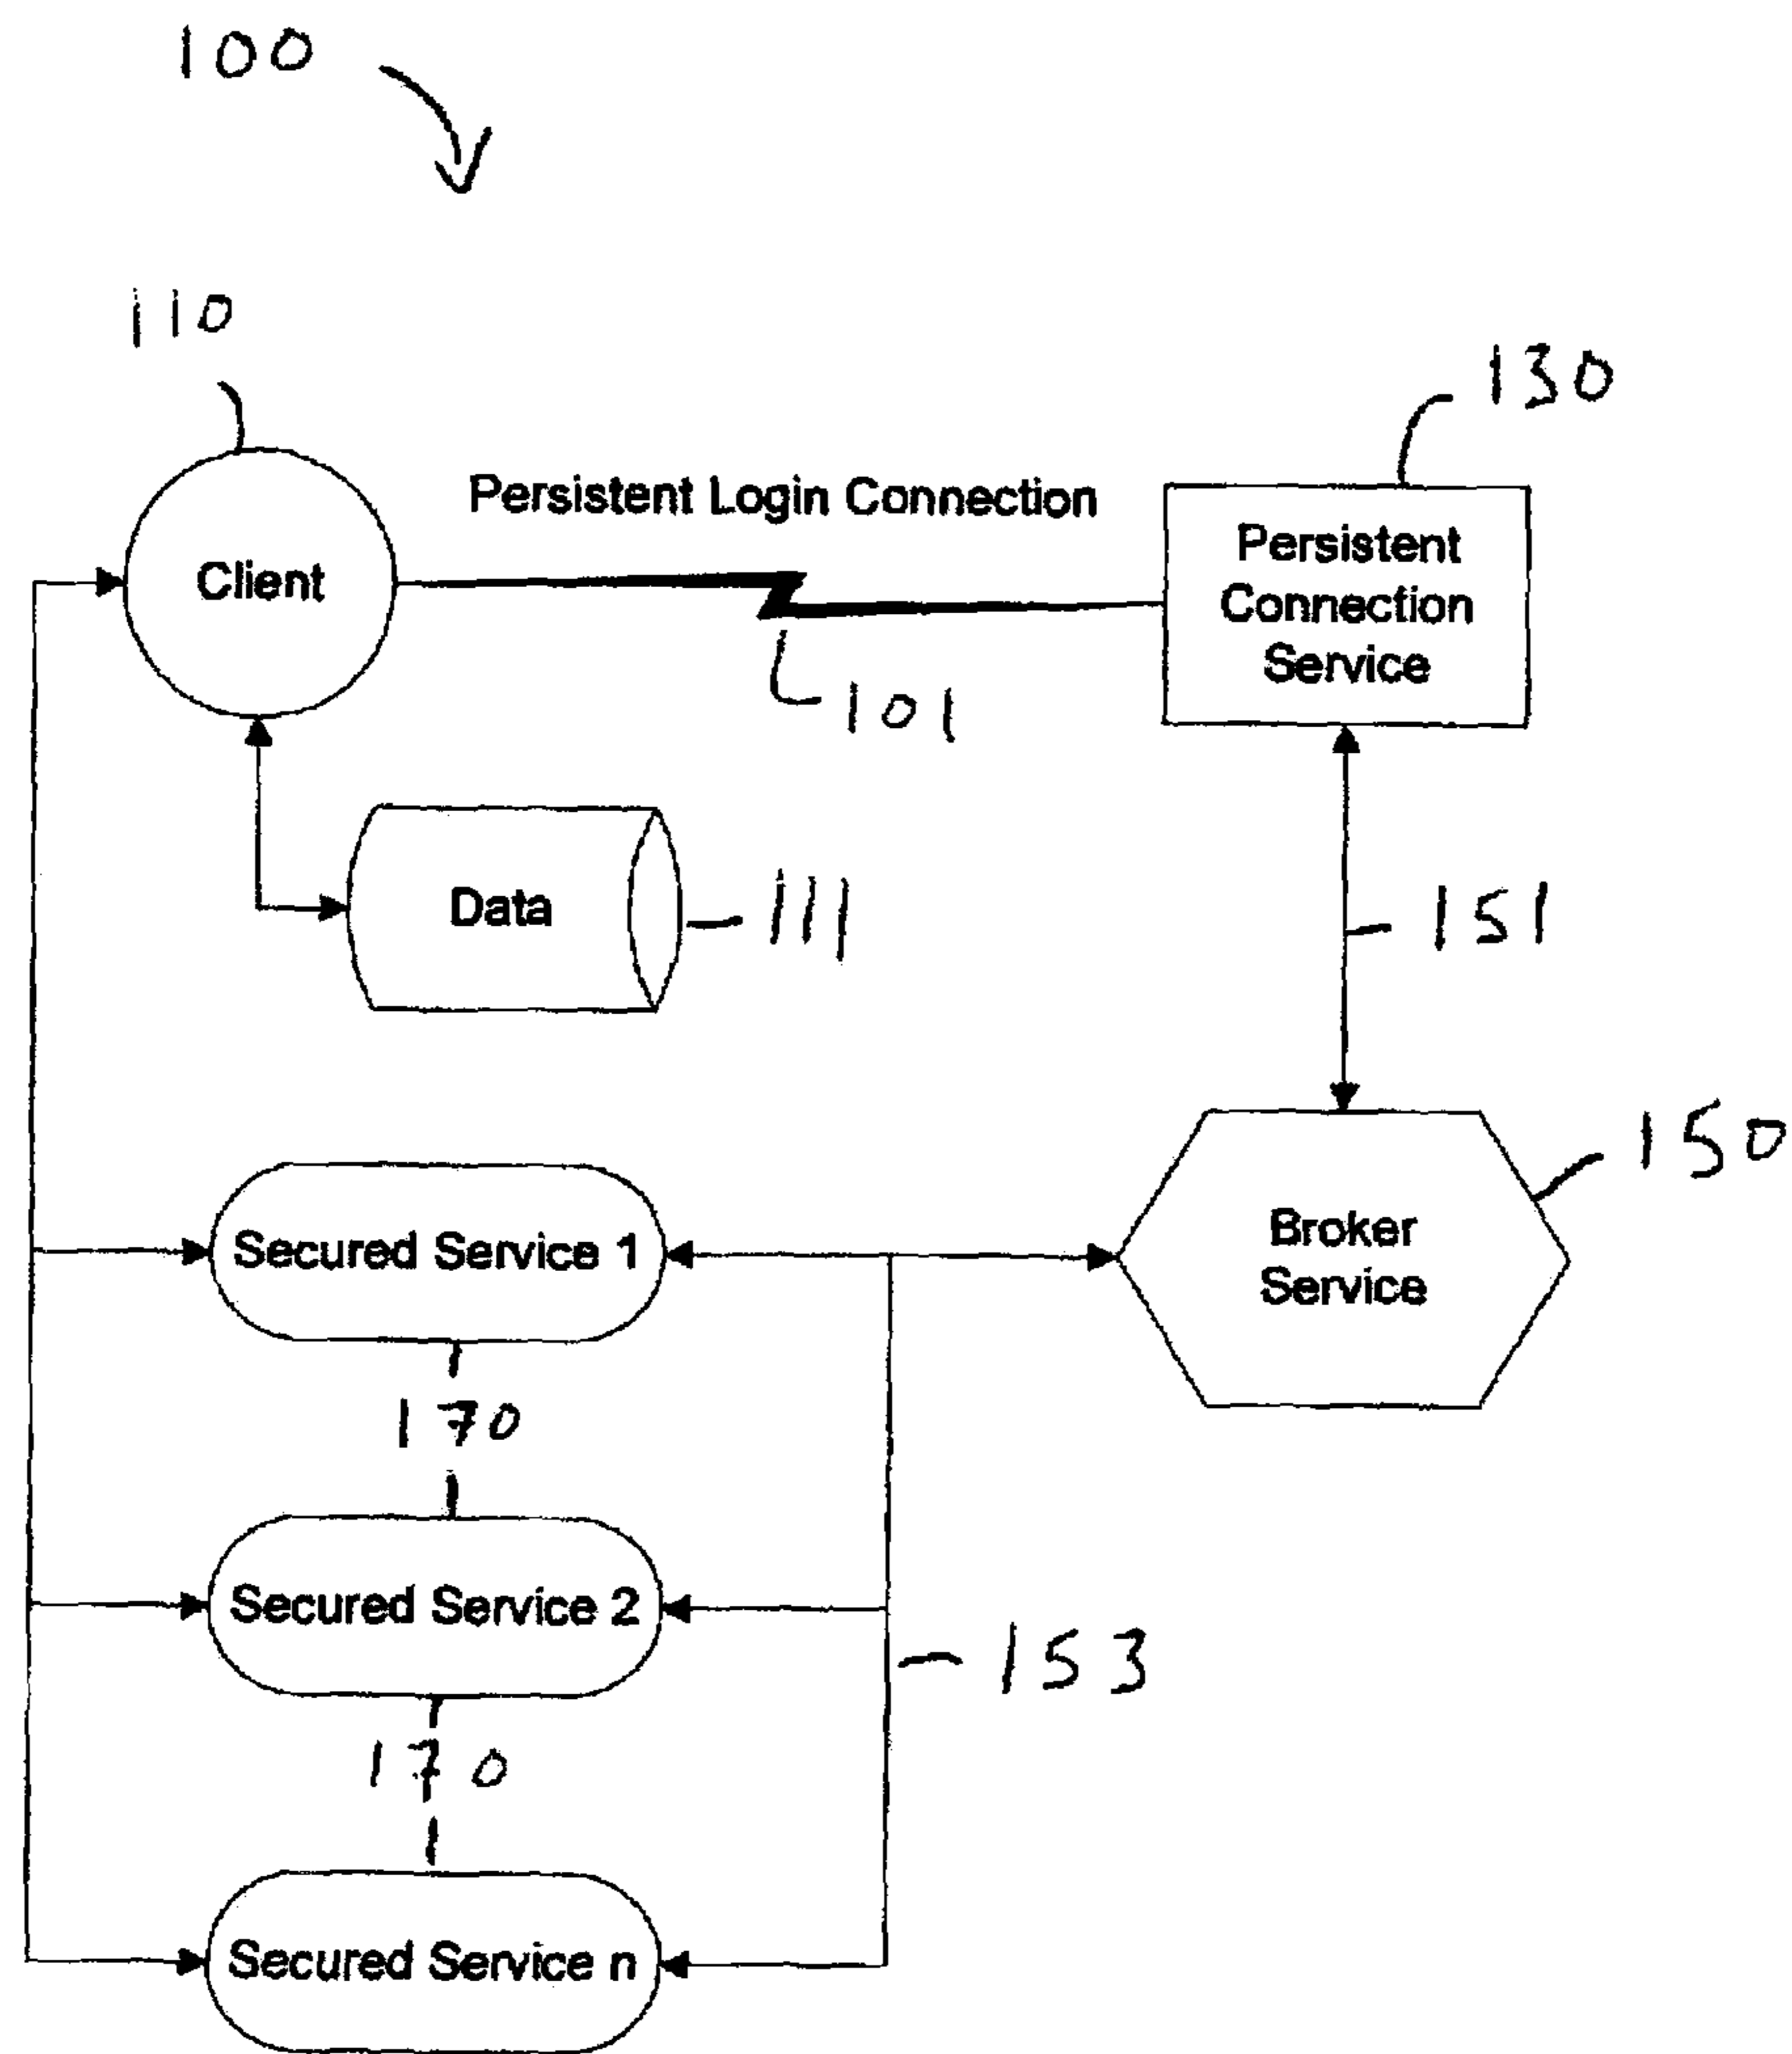 100
110
130
Persistent Login Connection
Persistent
Connection
Service
Client
101
Data
111
151
150
Broker
Service
Secured Service 1
170
Secured Service 2
153
170
Secured Service n